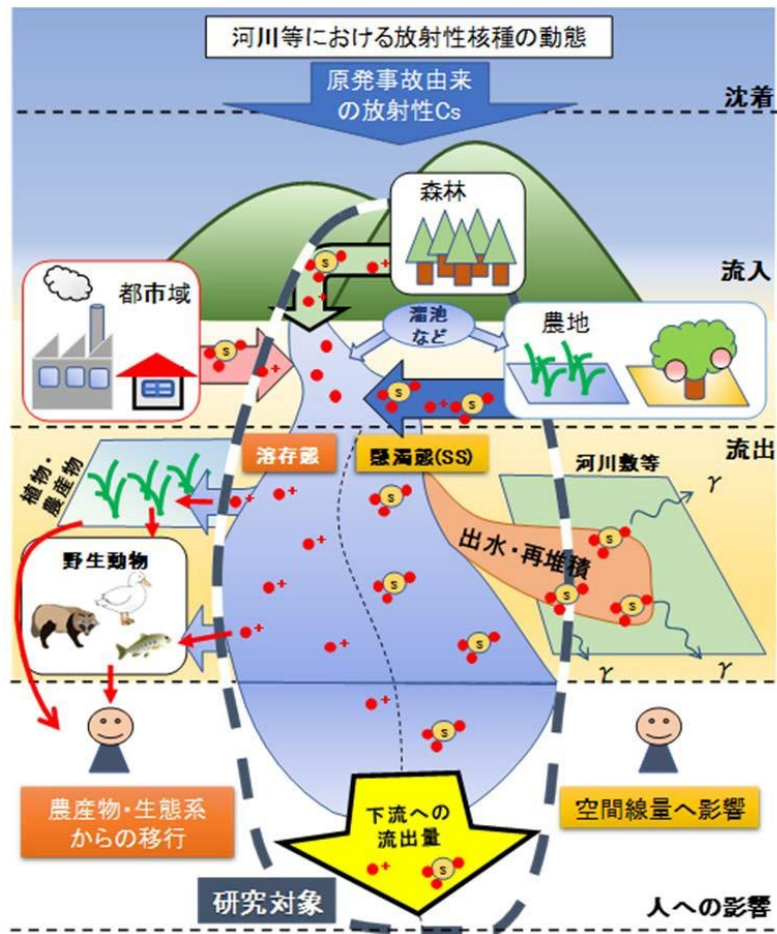 河川等における放射性核種の動態
原発事故由来
の放射性Cs
沈着
森林
流入
都市域
溜池
など
農地
S
+
S
+
S
+
S
溶存態
懸濁態(SS)
流出
河川敷等
植物・
農産物
γ
出水・再堆積
野生動物
γ
γ
下流への
流出量
農産物・生態系
からの移行
空間線量へ影響
研究対象
人への影響